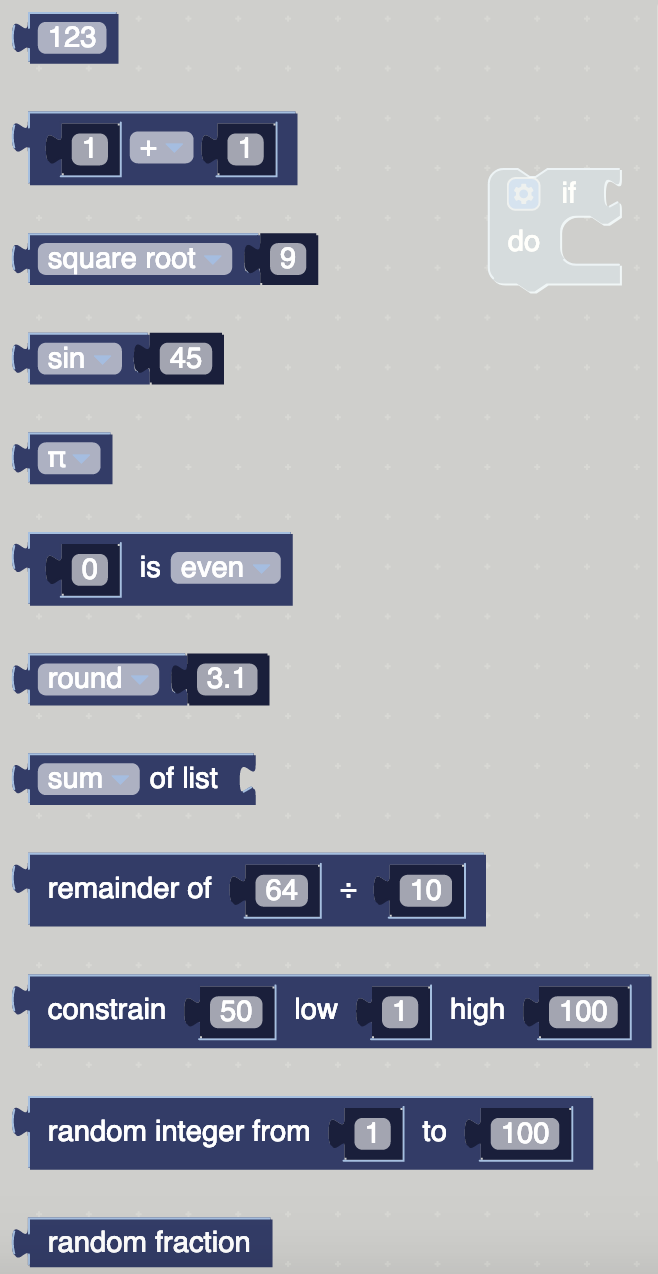 123
1 + 1
if
do
square root 9
sin 45
π
0 is even
round 3.1
sum of list
remainder of 64 ÷ 10
constrain 50 low 1 high 100
random integer from 1 to 100
random fraction